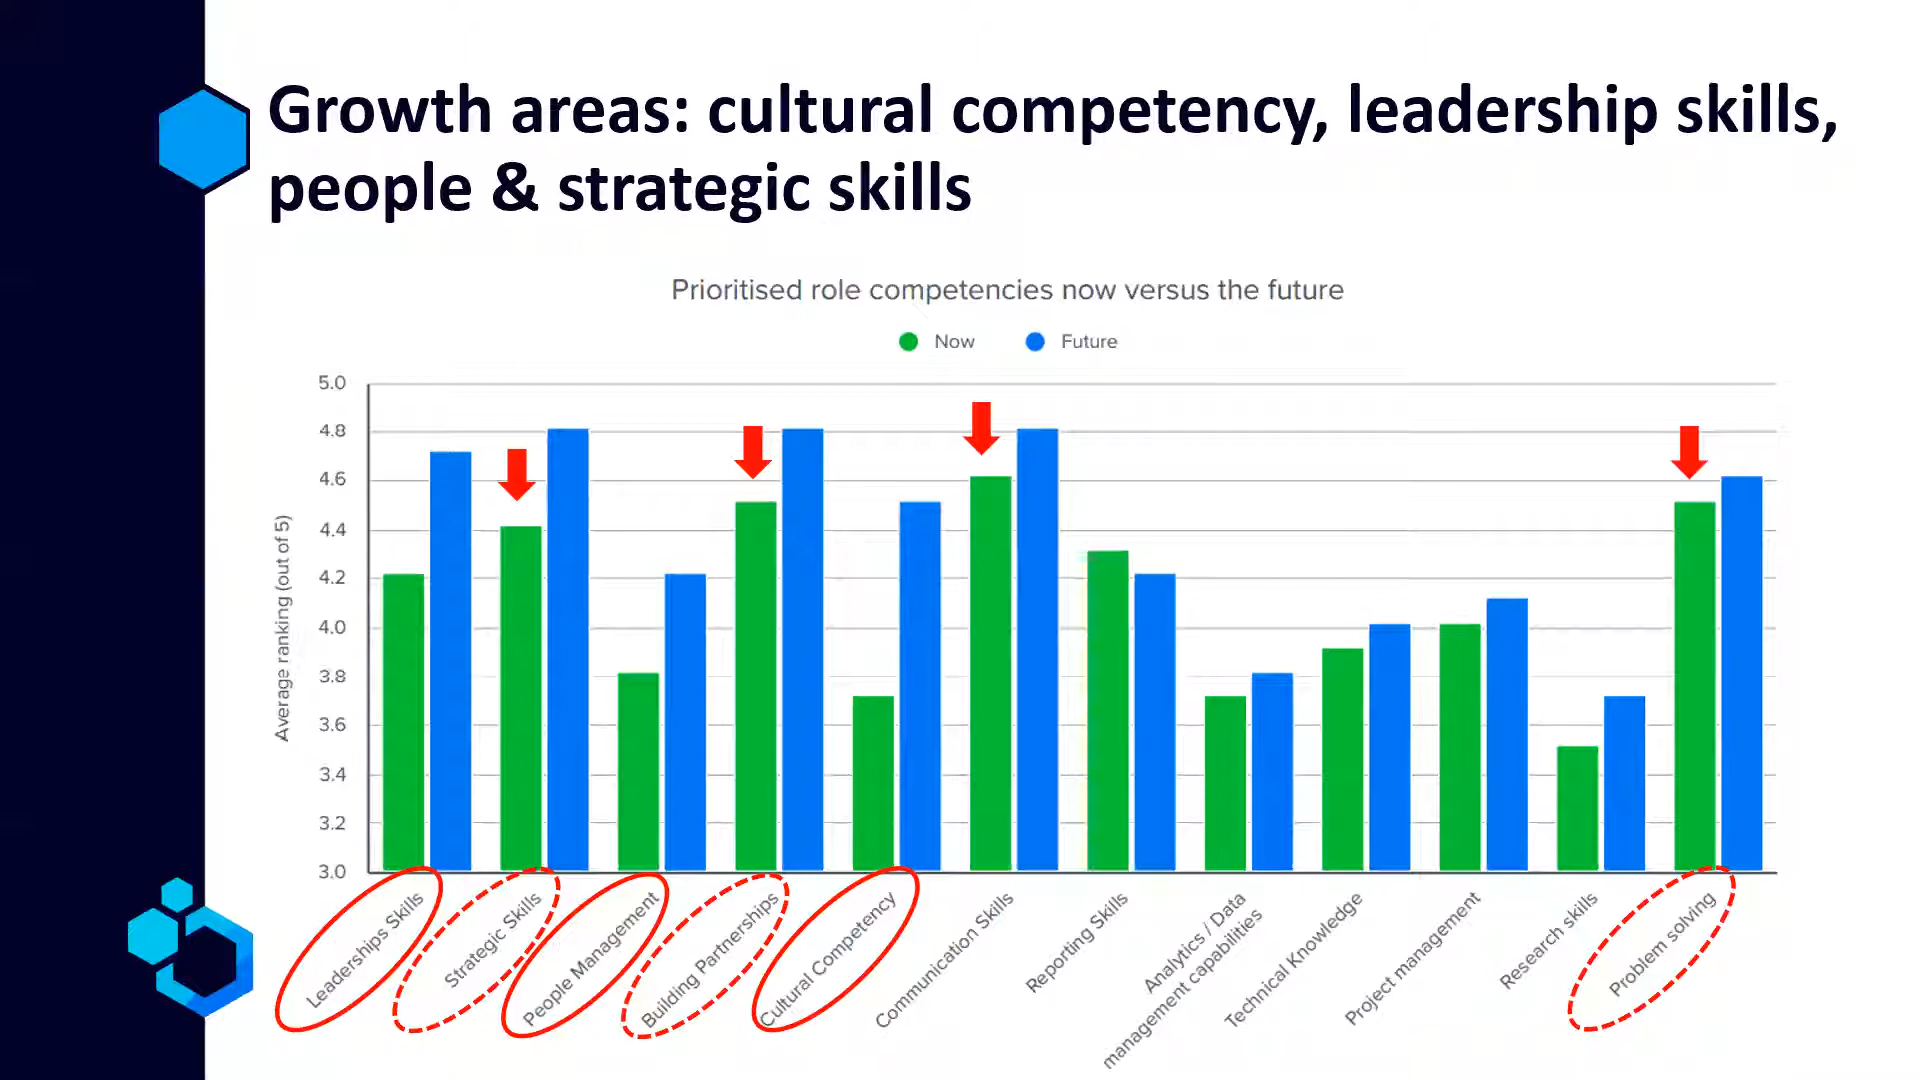 Growth areas: cultural competency, leadership skills,
people & strategic skills
Prioritised role competencies now versus the future
Now
Future
Average ranking (out of 5)
5.0
4.8
4.6
4.4
4.2
4.0
3.8
3.6
3.4
3.2
3.0
Leaderships Skills
Strategic Skills
People Management
Building Partnerships
Cultural Competency
Communication Skills
Reporting Skills
Analytics / Data
management capabilities
Technical Knowledge
Project management
Research skills
Problem solving